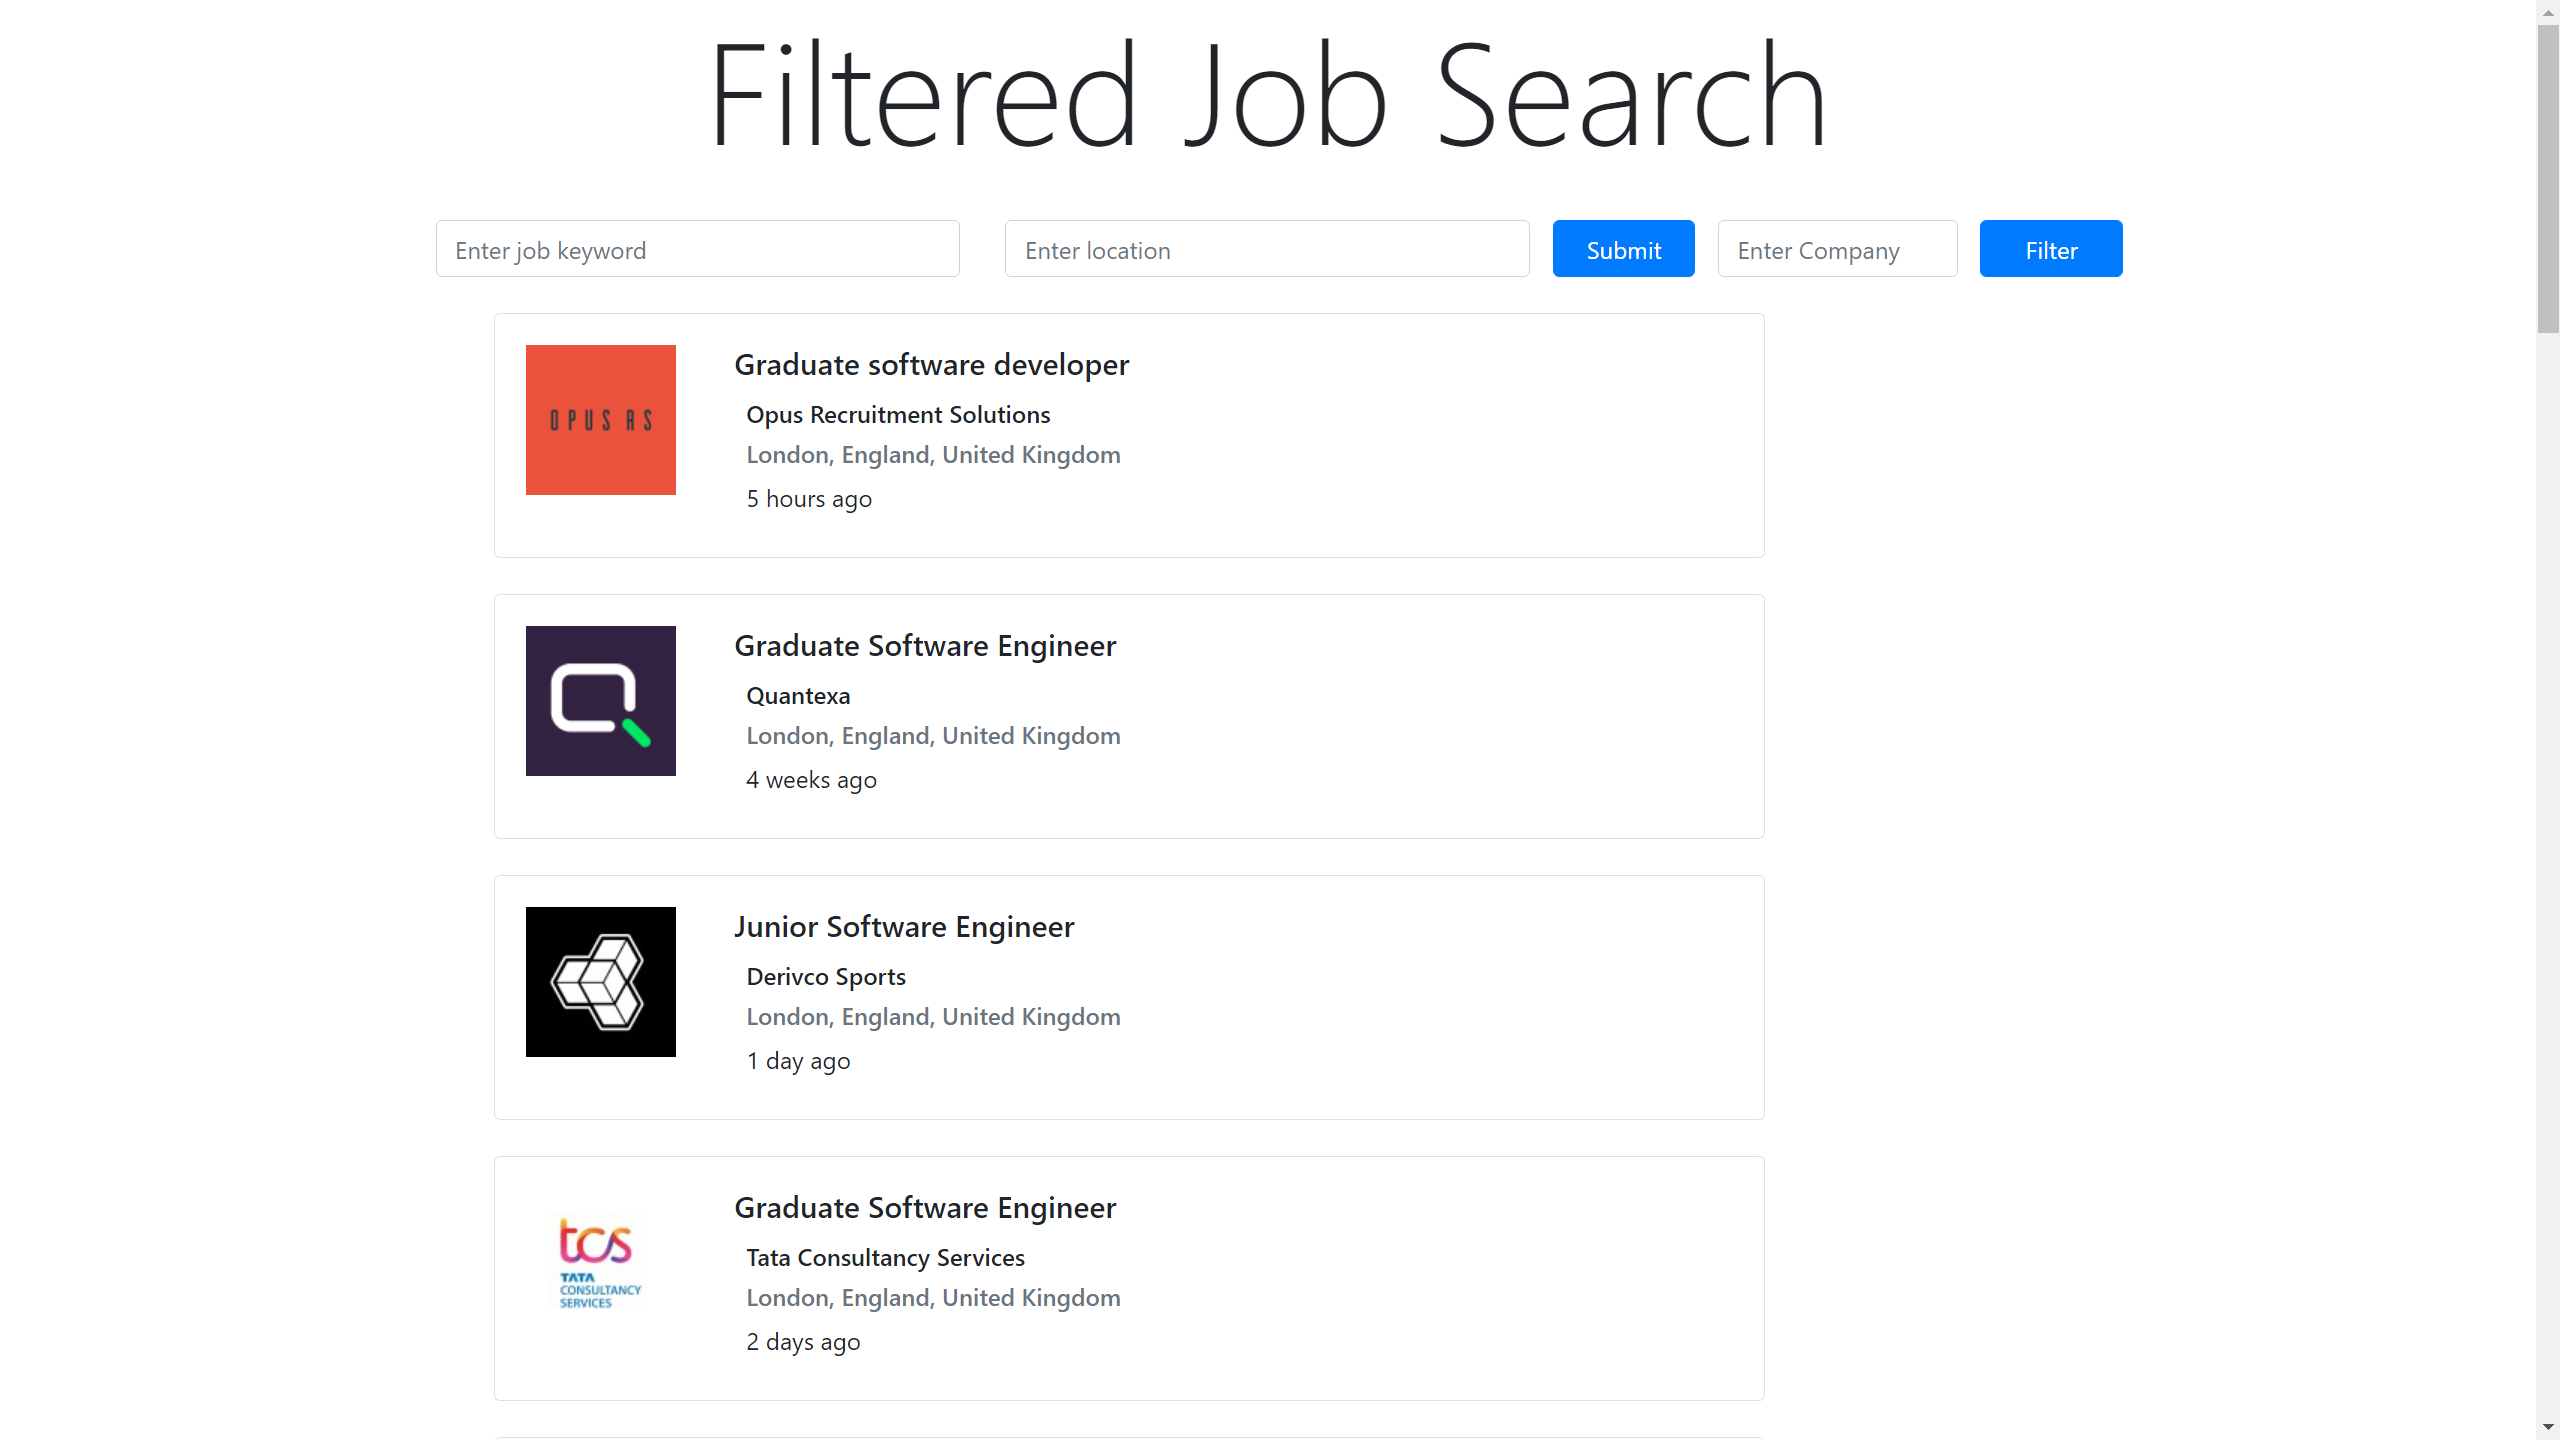 Filtered Job Search
Enter job keyword
Enter location
Submit
Enter Company
Filter
OPUS RS
Graduate software developer
Opus Recruitment Solutions
London, England, United Kingdom
5 hours ago
Graduate Software Engineer
Quantexa
London, England, United Kingdom
4 weeks ago
Junior Software Engineer
Derivco Sports
London, England, United Kingdom
1 day ago
tcs
TATA
CONSULTANCY
SERVICES
Graduate Software Engineer
Tata Consultancy Services
London, England, United Kingdom
2 days ago